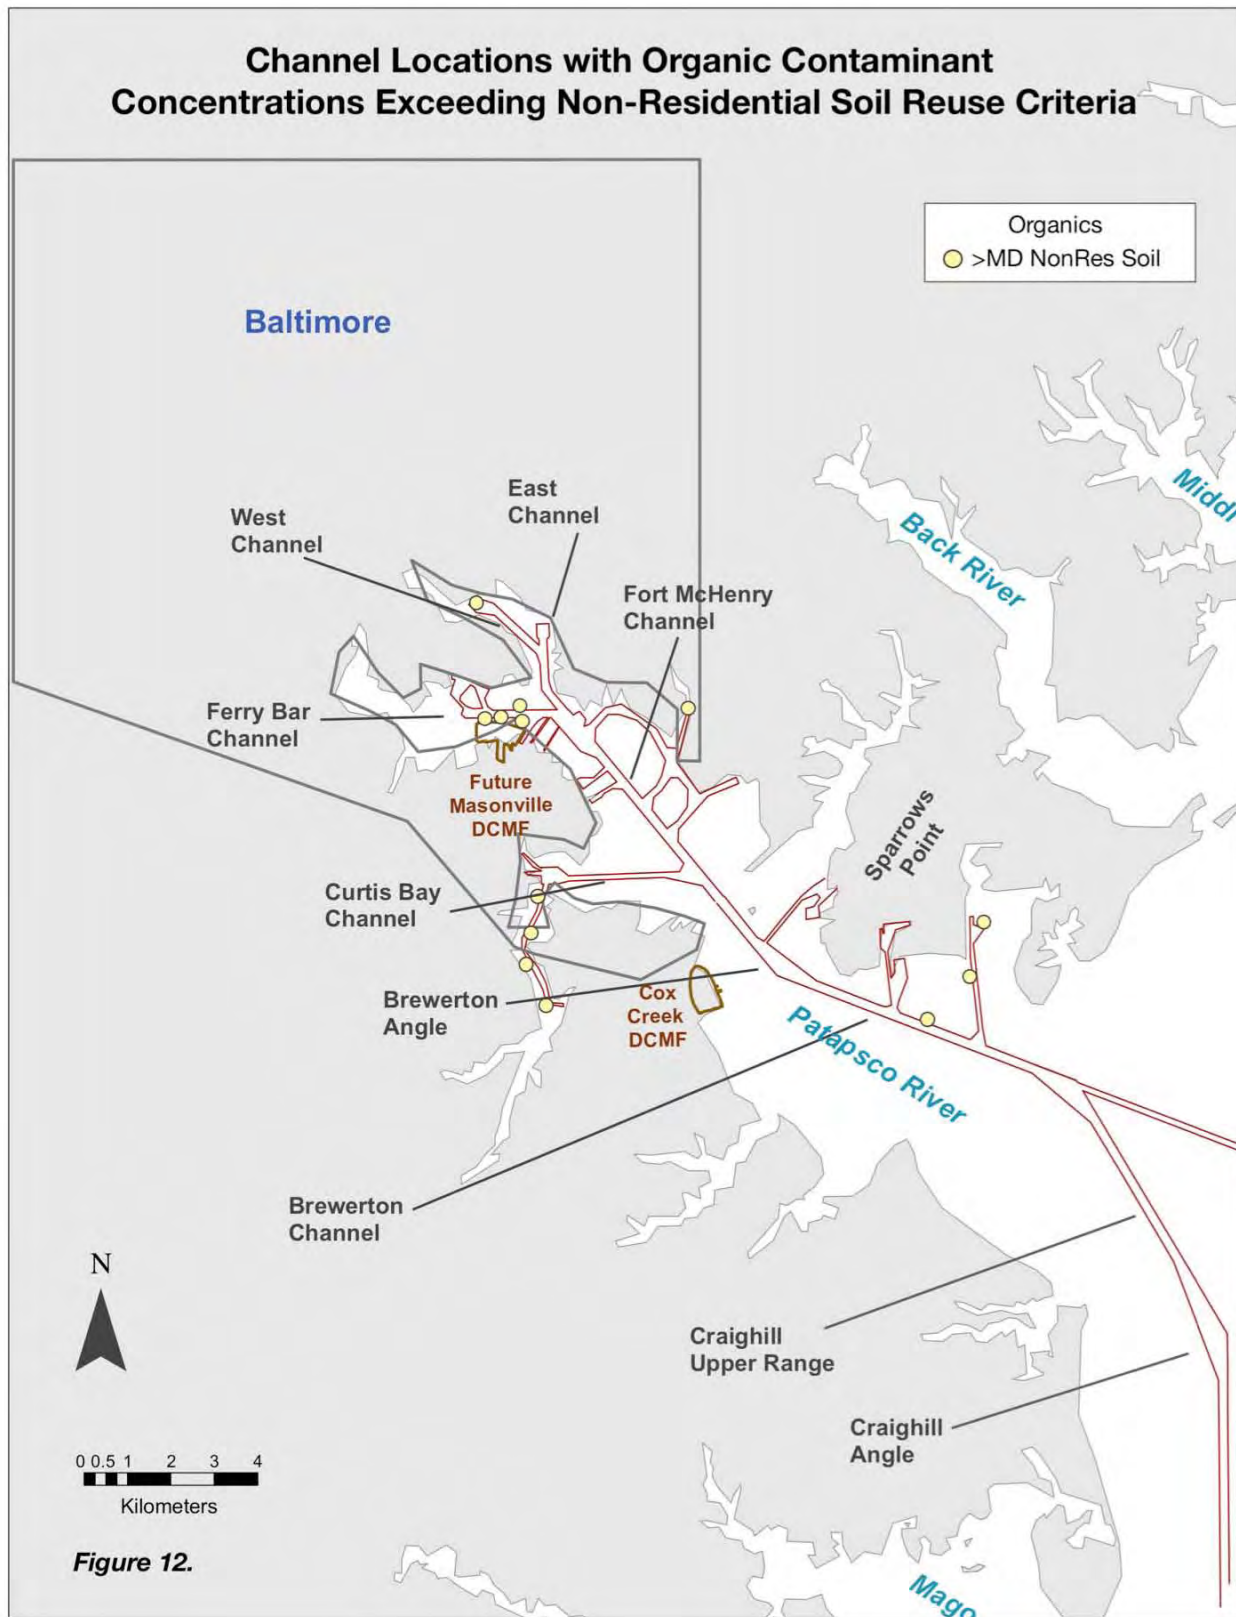 Channel Locations with Organic Contaminant
Concentrations Exceeding Non-Residential Soil Reuse Criteria
Organics
>MD NonRes Soil
Baltimore
Middl
Back River
East
Channel
West
Channel
Fort McHenry
Channel
Ferry Bar
Channel
Future
Masonville
DCMF
Sparrows
Point
Curtis Bay
Channel
Brewerton
Angle
Cox
Creek
DCMF
Patapsco River
Brewerton
Channel
N
Craighill
Upper Range
Craighill
Angle
0 0.5 1 2 3 4
Kilometers
Figure 12.
Mago